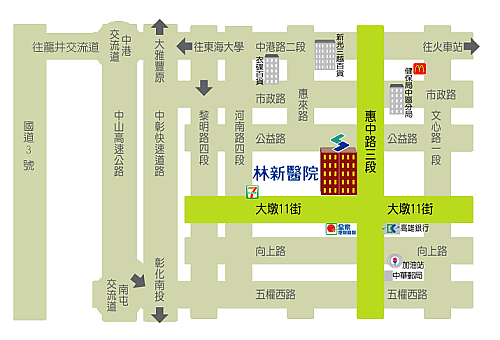 往龍井交流道
中港交流道
大雅豐原
往東海大學
中港路二段
新光三越百貨
往火車站
衣蝶百貨
健保局中區分局
市政路
惠來路
市政路
國道3號
中山高速公路
中彰快速道路
黎明路四段
河南路四段
公益路
惠中路三段
公益路
文心路一段
林新醫院
7
大墩11街
大墩11街
全家
高雄銀行
向上路
向上路
加油站
中華郵局
彰化南投
南屯交流道
五權西路
五權西路